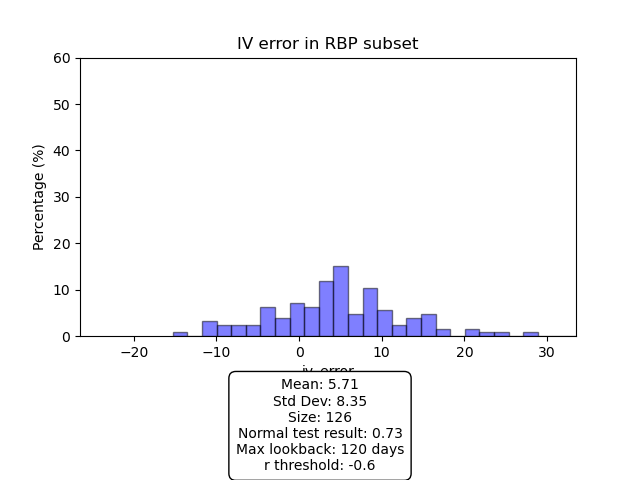 IV error in RBP subset
Percentage (%)
60
50
40
30
20
10
0
−20
−10
0
10
20
30
iv_error
Mean: 5.71
Std Dev: 8.35
Size: 126
Normal test result: 0.73
Max lookback: 120 days
r threshold: -0.6